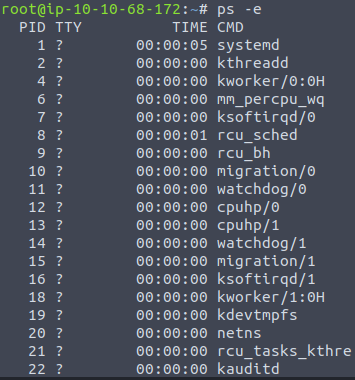 root@ip-10-10-68-172:~# ps -e
  PID TTY          TIME CMD
    1 ?        00:00:05 systemd
    2 ?        00:00:00 kthreadd
    4 ?        00:00:00 kworker/0:0H
    6 ?        00:00:00 mm_percpu_wq
    7 ?        00:00:00 ksoftirqd/0
    8 ?        00:00:01 rcu_sched
    9 ?        00:00:00 rcu_bh
   10 ?        00:00:00 migration/0
   11 ?        00:00:00 watchdog/0
   12 ?        00:00:00 cpuhp/0
   13 ?        00:00:00 cpuhp/1
   14 ?        00:00:00 watchdog/1
   15 ?        00:00:00 migration/1
   16 ?        00:00:00 ksoftirqd/1
   18 ?        00:00:00 kworker/1:0H
   19 ?        00:00:00 kdevtmpfs
   20 ?        00:00:00 netns
   21 ?        00:00:00 rcu_tasks_kthre
   22 ?        00:00:00 kauditd